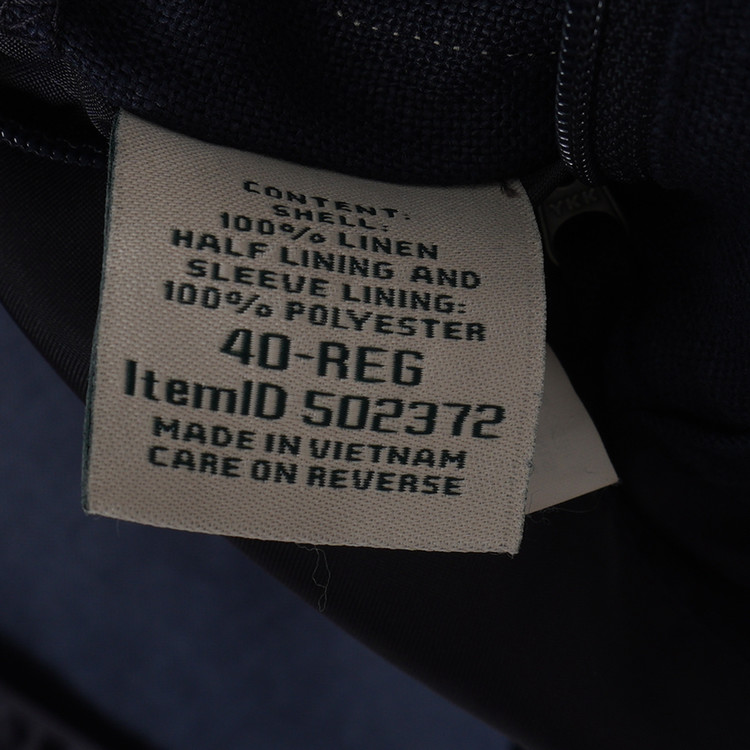 CONTENT:
SHELL:
100% LINEN
HALF LINING AND
SLEEVE LINING:
100% POLYESTER
40-REG
ItemID 502372
MADE IN VIETNAM
CARE ON REVERSE
YKK